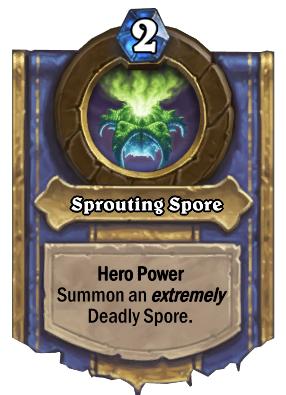 2
Sprouting Spore
Hero Power
Summon an extremely
Deadly Spore.